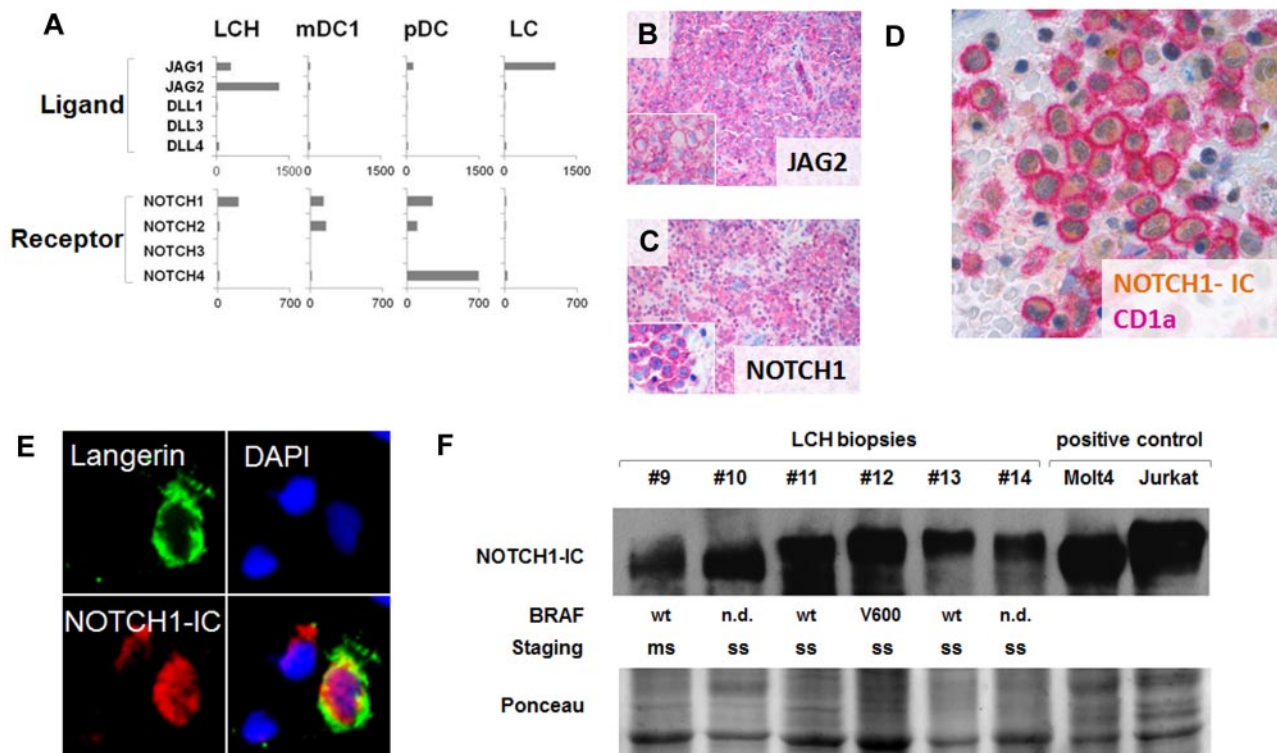 A
LCH mDC1 pDC LC
Ligand
JAG1
JAG2
DLL1
DLL3
DLL4
0 1500 0 1500 0 1500 0 1500
Receptor
NOTCH1
NOTCH2
NOTCH3
NOTCH4
0 700 0 700 0 700 0 700
B
JAG2
C
NOTCH1
D
NOTCH1- IC
CD1a
E
Langerin DAPI
NOTCH1-IC
F
LCH biopsies positive control
#9 #10 #11 #12 #13 #14 Molt4 Jurkat
NOTCH1-IC
BRAF wt n.d. wt V600 wt n.d.
Staging ms ss ss ss ss ss
Ponceau